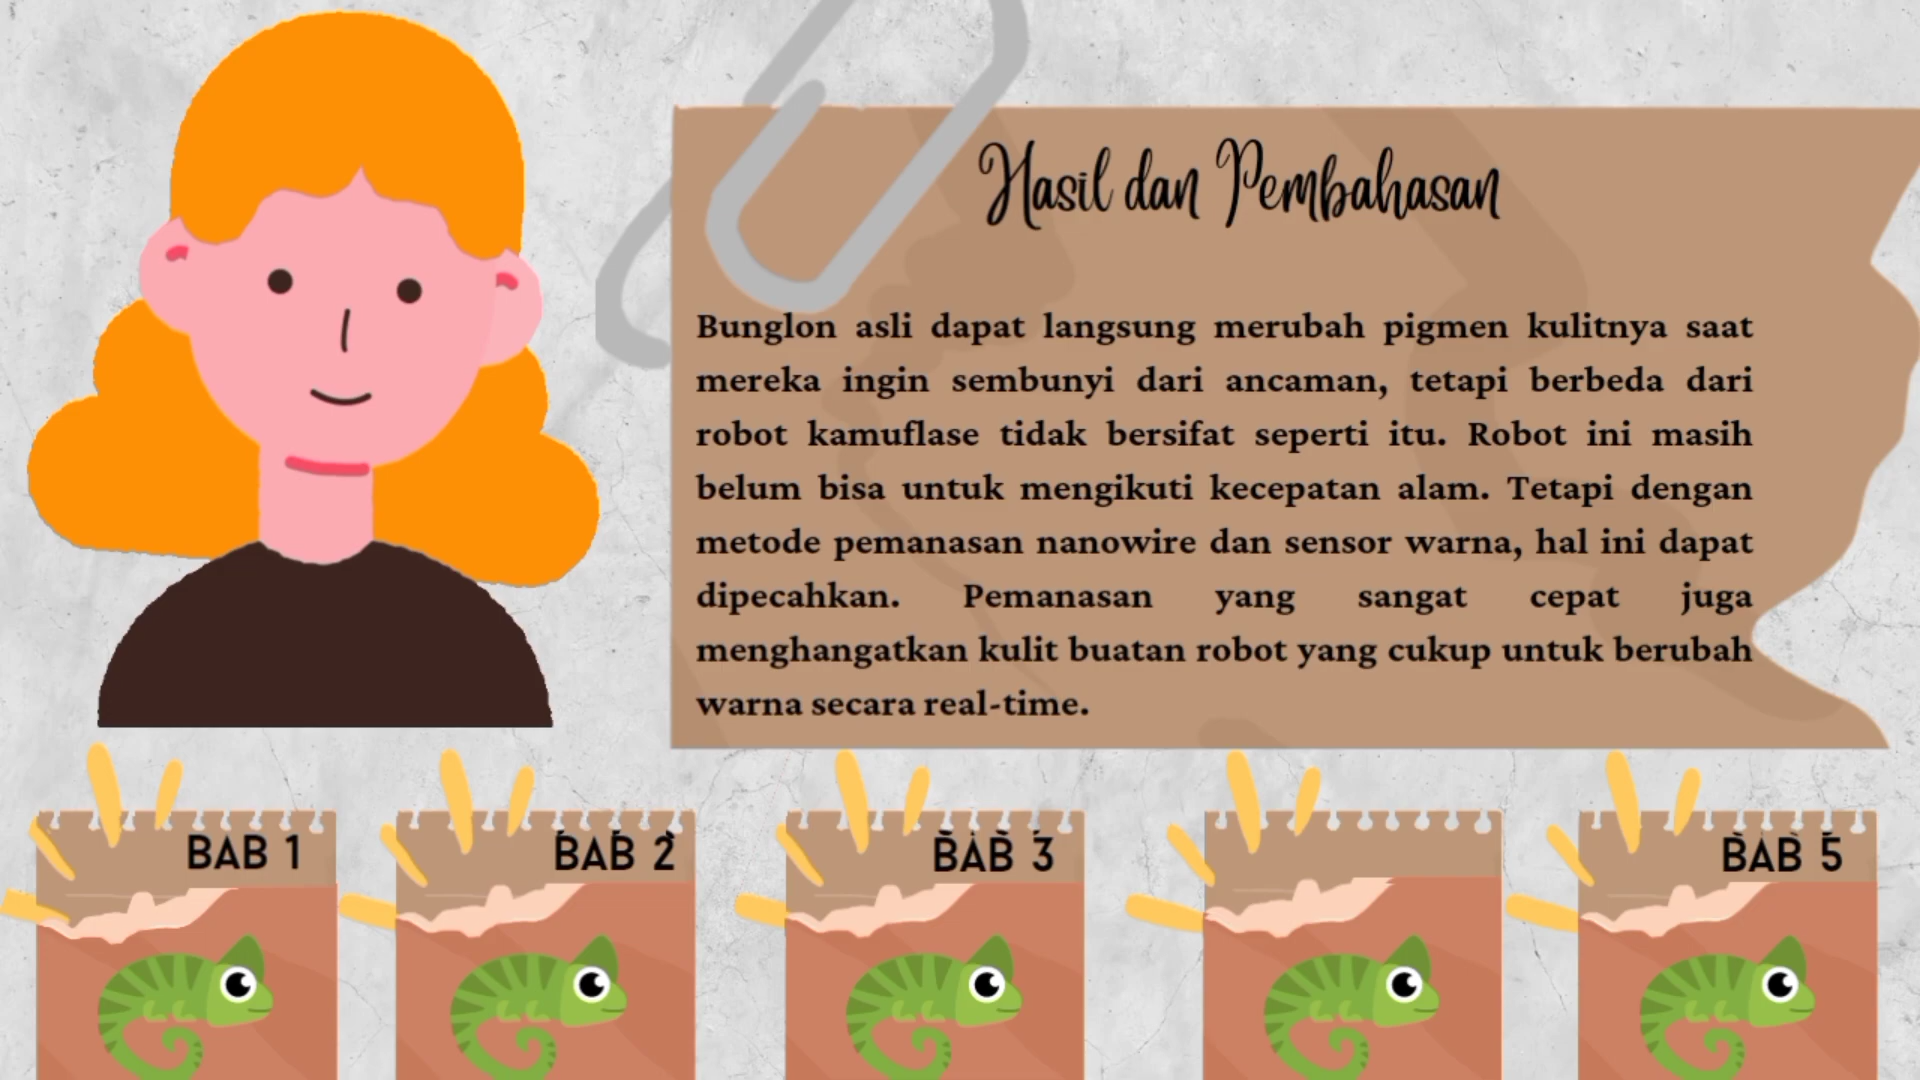 Hasil dan Pembahasan
Bunglon asli dapat langsung merubah pigmen kulitnya saat
mereka ingin sembunyi dari ancaman, tetapi berbeda dari
robot kamuflase tidak bersifat seperti itu. Robot ini masih
belum bisa untuk mengikuti kecepatan alam. Tetapi dengan
metode pemanasan nanowire dan sensor warna, hal ini dapat
dipecahkan. Pemanasan yang sangat cepat juga
menghangatkan kulit buatan robot yang cukup untuk berubah
warna secara real-time.
BAB 1
BAB 2
BAB 3
BAB 5